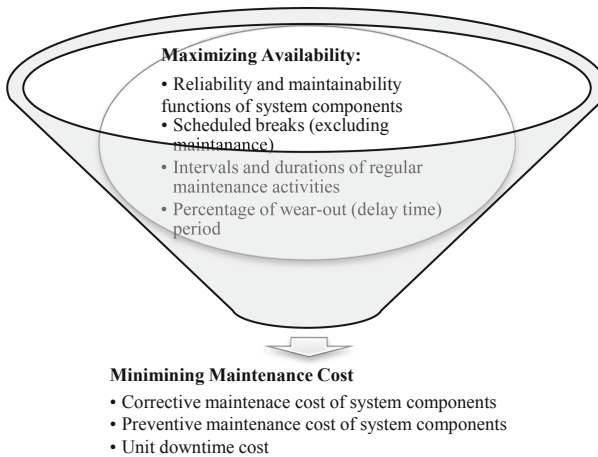 Maximizing Availability:
• Reliability and maintainability
functions of system components
• Scheduled breaks (excluding
maintanance)
• Intervals and durations of regular
maintenance activities
• Percentage of wear-out (delay time)
period
Minimining Maintenance Cost
• Corrective maintenace cost of system components
• Preventive maintenance cost of system components
• Unit downtime cost